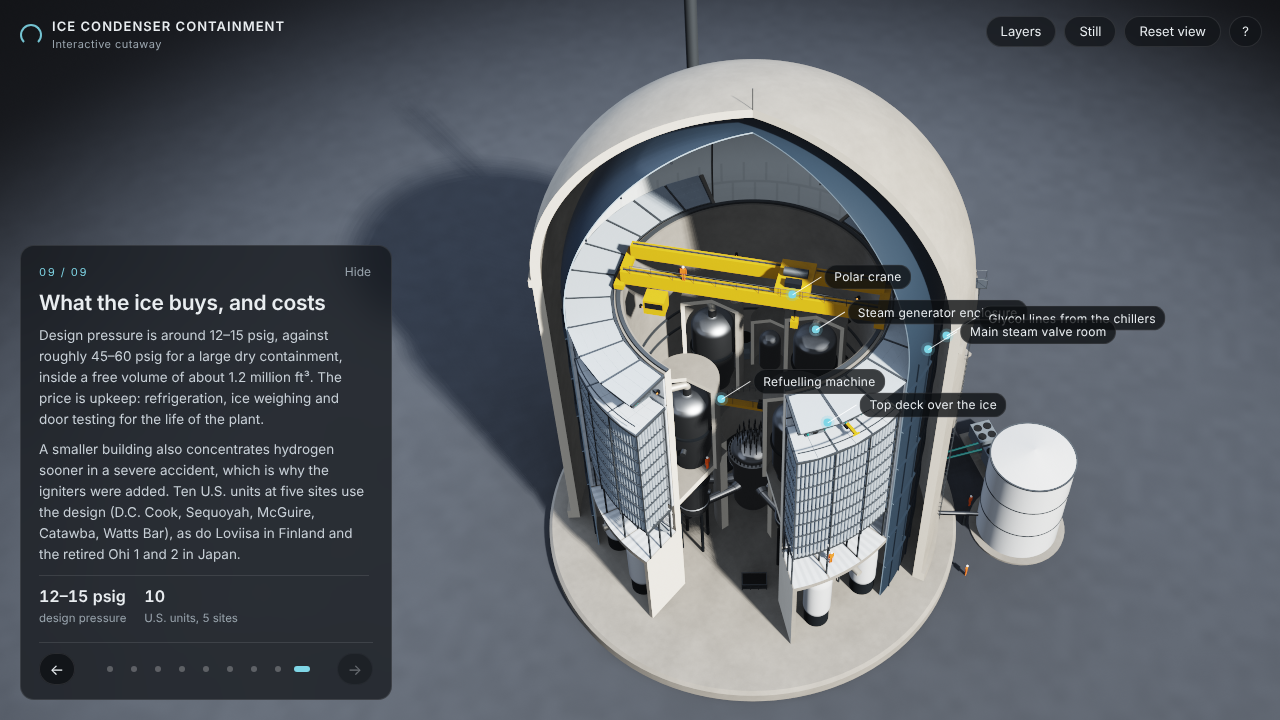 ICE CONDENSER CONTAINMENT
Interactive cutaway
Layers
Still
Reset view
?
09 / 09
Hide
What the ice buys, and costs
Design pressure is around 12–15 psig, against
roughly 45–60 psig for a large dry containment,
inside a free volume of about 1.2 million ft³. The
price is upkeep: refrigeration, ice weighing and
door testing for the life of the plant.
A smaller building also concentrates hydrogen
sooner in a severe accident, which is why the
igniters were added. Ten U.S. units at five sites use
the design (D.C. Cook, Sequoyah, McGuire,
Catawba, Watts Bar), as do Loviisa in Finland and
the retired Ohi 1 and 2 in Japan.
12–15 psig
design pressure
10
U.S. units, 5 sites
Polar crane
Steam generator enclosure
Glycol lines from the chillers
Main steam valve room
Refuelling machine
Top deck over the ice